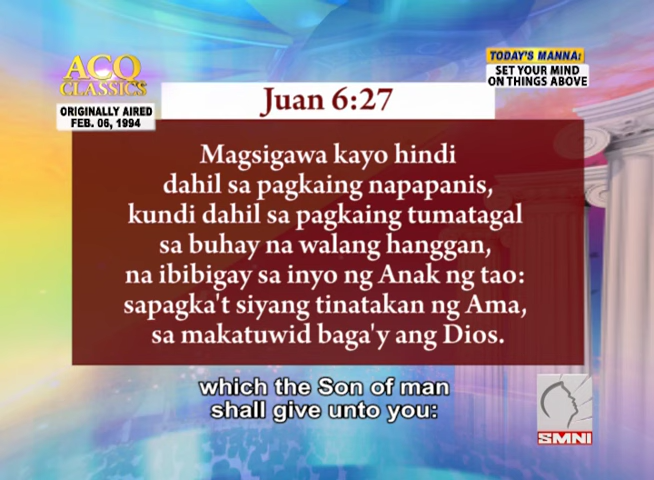 ACQ
CLASSICS
ORIGINALLY AIRED
FEB. 06, 1994
TODAY'S MANNA:
SET YOUR MIND
ON THINGS ABOVE
Juan 6:27
Magsigawa kayo hindi
dahil sa pagkaing napapanis,
kundi dahil sa pagkaing tumatagal
sa buhay na walang hanggan,
na ibibigay sa inyo ng Anak ng tao:
sapagka't siyang tinatakan ng Ama,
sa makatuwid baga'y ang Dios.
which the Son of man
shall give unto you:
SMNI